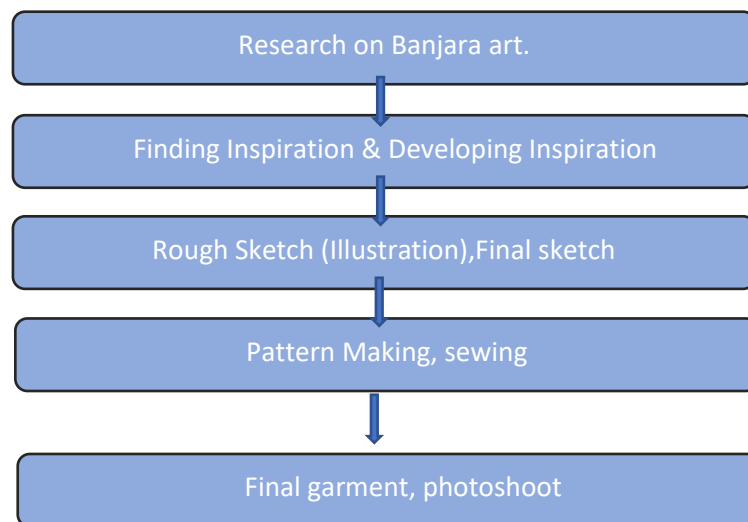 Research on Banjara art.
Finding Inspiration & Developing Inspiration
Rough Sketch (Illustration),Final sketch
Pattern Making, sewing
Final garment, photoshoot